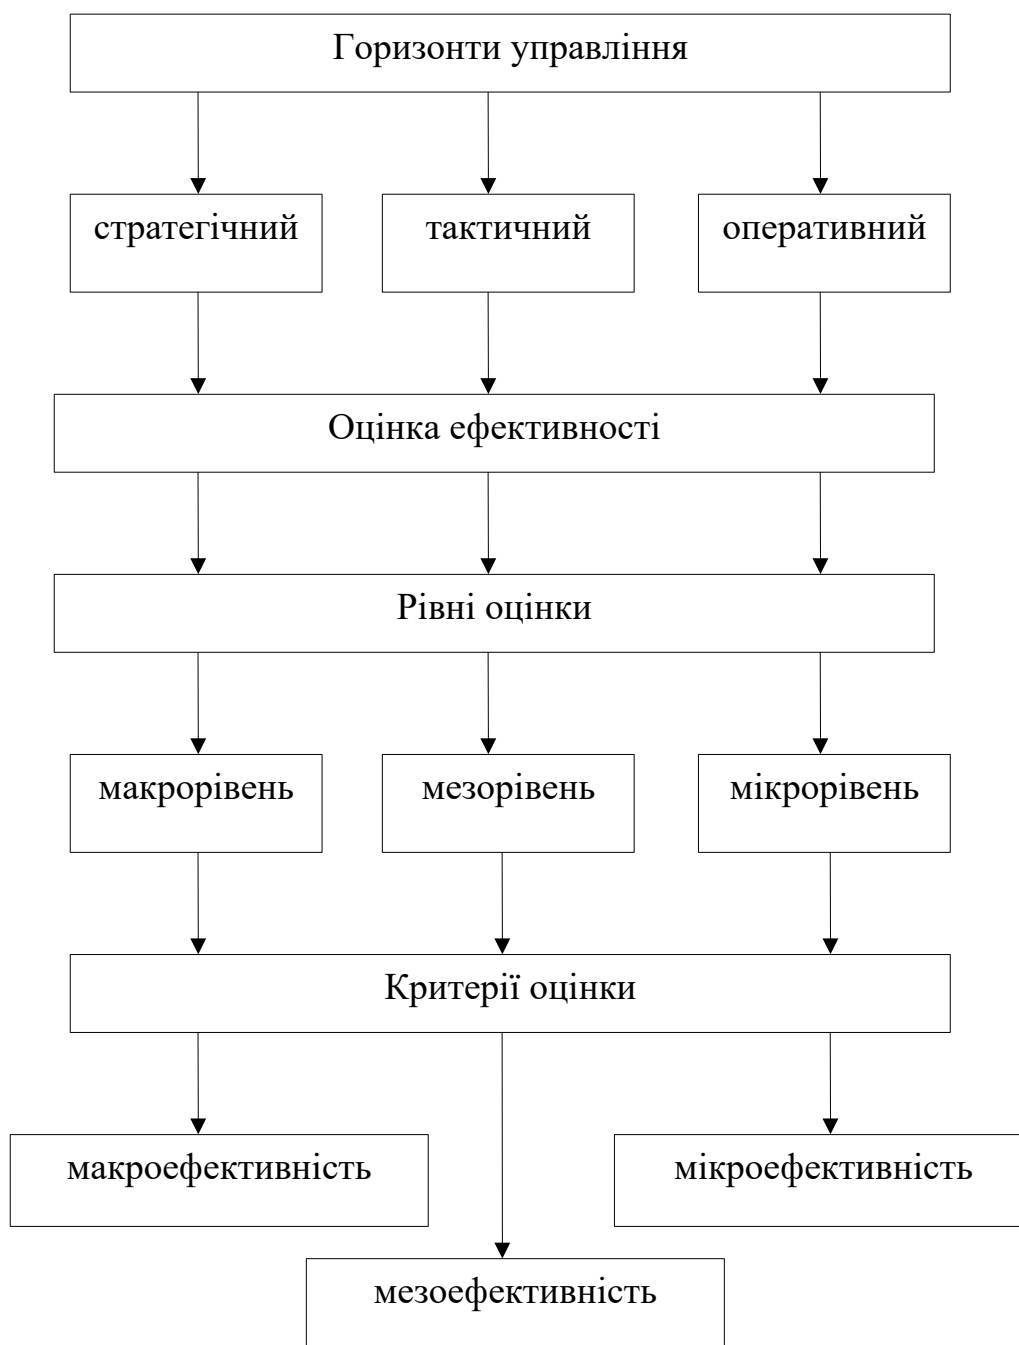 Горизонти управління
стратегічний
тактичний
оперативний
Оцінка ефективності
Рівні оцінки
макрорівень
мезорівень
мікрорівень
Критерії оцінки
макроефективність
мікроефективність
мезоефективність